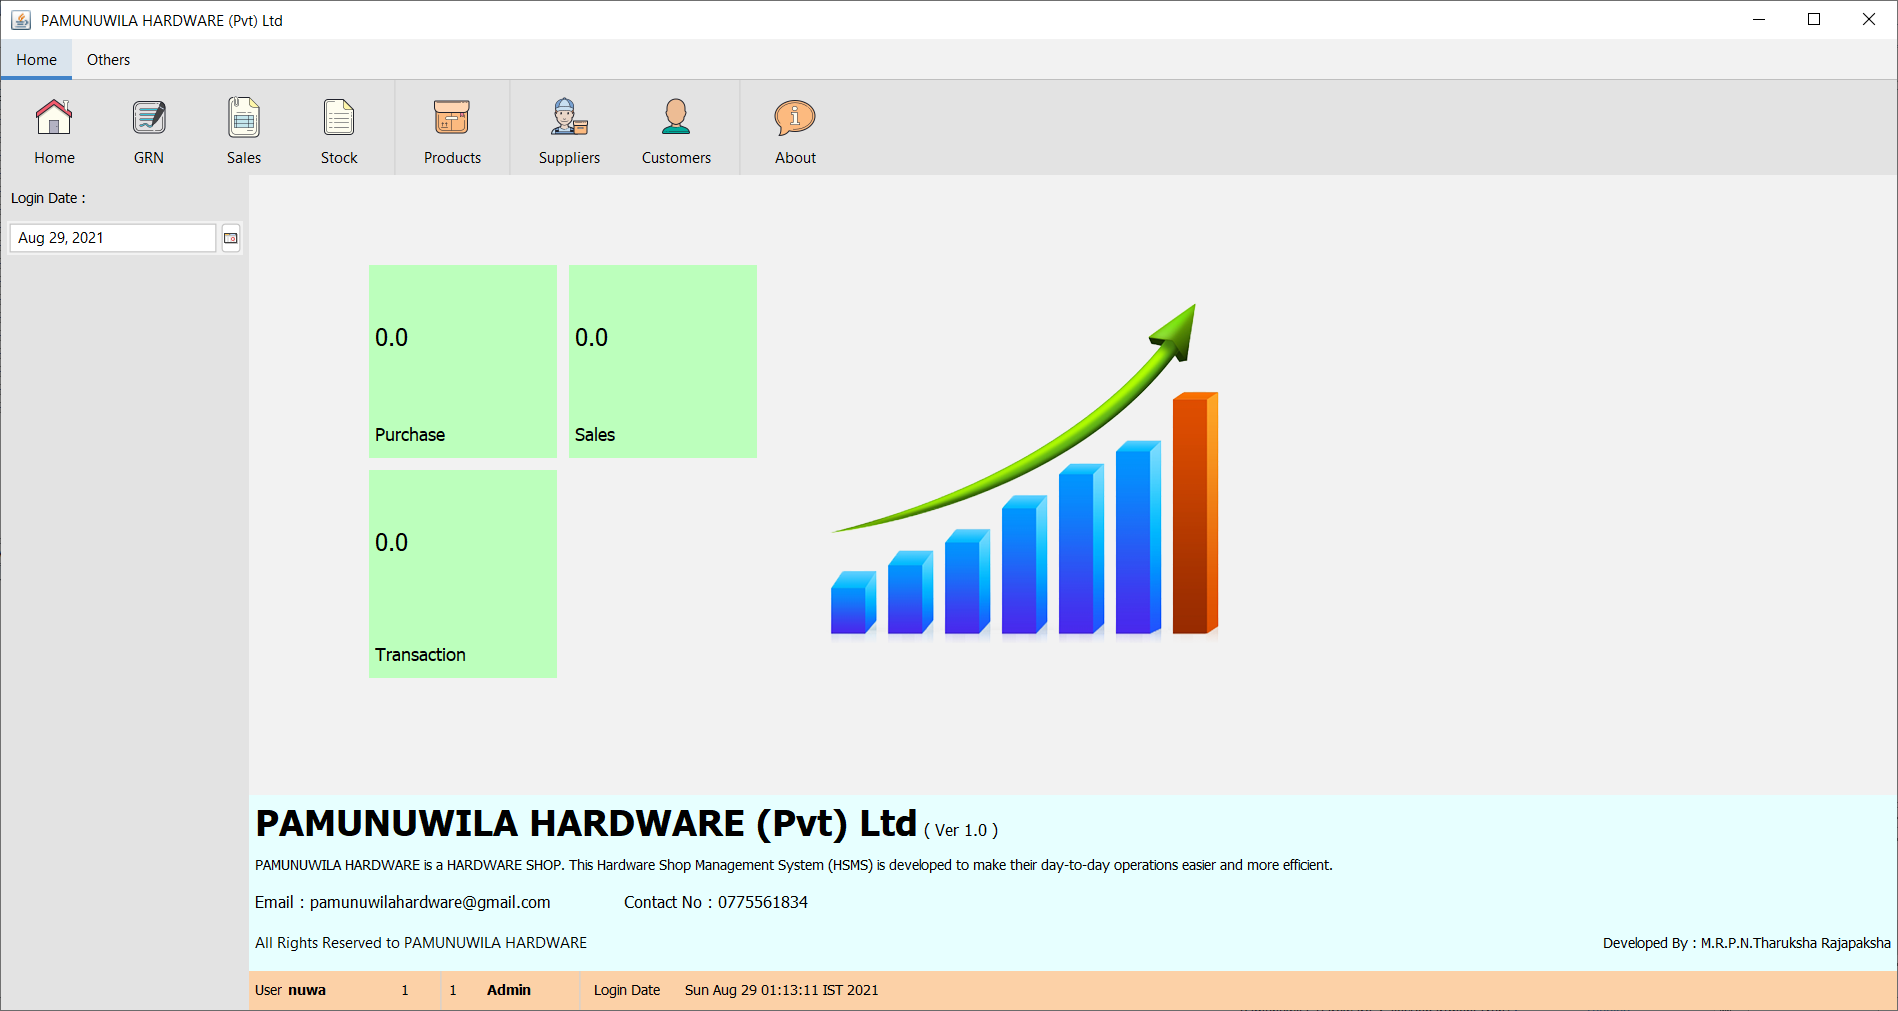 PAMUNUWILA HARDWARE (Pvt) Ltd
Home Others
Home GRN Sales Stock Products Suppliers Customers About
Login Date :
Aug 29, 2021
0.0 0.0
Purchase Sales
0.0
Transaction
PAMUNUWILA HARDWARE (Pvt) Ltd ( Ver 1.0 )
PAMUNUWILA HARDWARE is a HARDWARE SHOP. This Hardware Shop Management System (HSMS) is developed to make their day-to-day operations easier and more efficient.
Email : pamunuwilahardware@gmail.com Contact No : 0775561834
All Rights Reserved to PAMUNUWILA HARDWARE Developed By : M.R.P.N.Tharuksha Rajapaksha
User nuwa 1 1 Admin Login Date Sun Aug 29 01:13:11 IST 2021